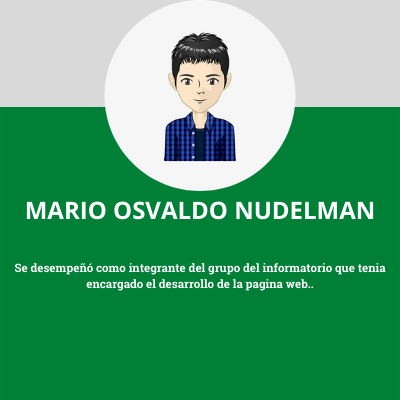 MARIO OSVALDO NUDELMAN
Se desempeñó como integrante del grupo del informatorio que tenia
encargado el desarrollo de la pagina web..